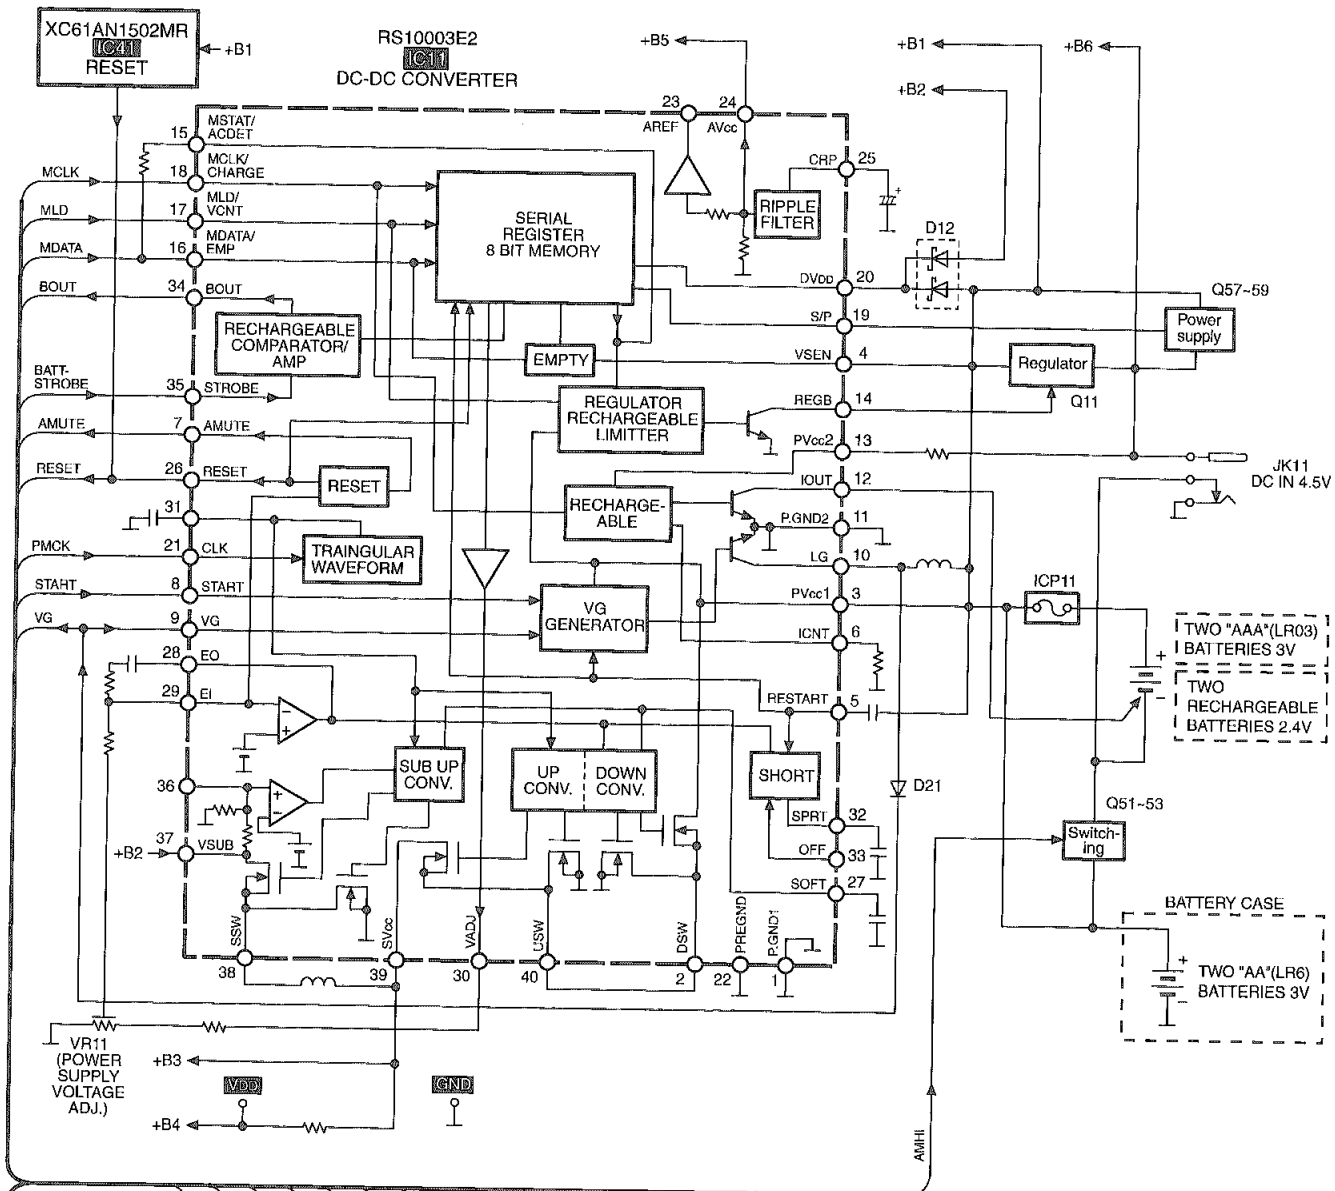 XC61AN1502MR
IC41
RESET
+B1
RS10003E2
IC11
DC-DC CONVERTER
+B5
+B1
+B6
+B2
23
24
AREF
AVcc
15
MSTAT/
ACDET
MCLK
18
MCLK/
CHARGE
MLD
17
MLD/
VCNT
MDATA
16
MDATA/
EMP
BOUT
34
BOUT
SERIAL
REGISTER
8 BIT MEMORY
CRP
25
RIPPLE
FILTER
D12
DVDD
20
S/P
19
VSEN
4
Q57~59
Power
supply
Regulator
Q11
RECHARGEABLE
COMPARATOR/
AMP
EMPTY
BATT-
STROBE
35
STROBE
AMUTE
7
AMUTE
RESET
26
RESET
RESET
REGULATOR
RECHARGEABLE
LIMITTER
REGB
14
PVcc2
13
IOUT
12
P.GND2
11
LG
10
JK11
DC IN 4.5V
31
RECHARGE-
ABLE
PMCK
21
CLK
TRAINGULAR
WAVEFORM
START
8
START
VG
9
VG
VG
GENERATOR
PVcc1
3
ICNT
6
RESTART
5
ICP11
TWO "AAA"(LR03)
BATTERIES 3V
+
−
TWO
RECHARGEABLE
BATTERIES 2.4V
28
EO
29
EI
−
+
SUB UP
CONV.
UP
CONV.
DOWN
CONV.
SHORT
D21
36
+
−
SPRT
32
OFF
33
SOFT
27
Q51~53
Switch-
ing
+B2
37
VSUB
BATTERY CASE
+
TWO "AA"(LR6)
BATTERIES 3V
−
SSW
SVcc
VADJ
USW
DSW
PREGND
P.GND1
38
39
30
40
2
22
1
VR11
(POWER
SUPPLY
VOLTAGE
ADJ.)
+B3
VDD
GND
+B4
AMHI